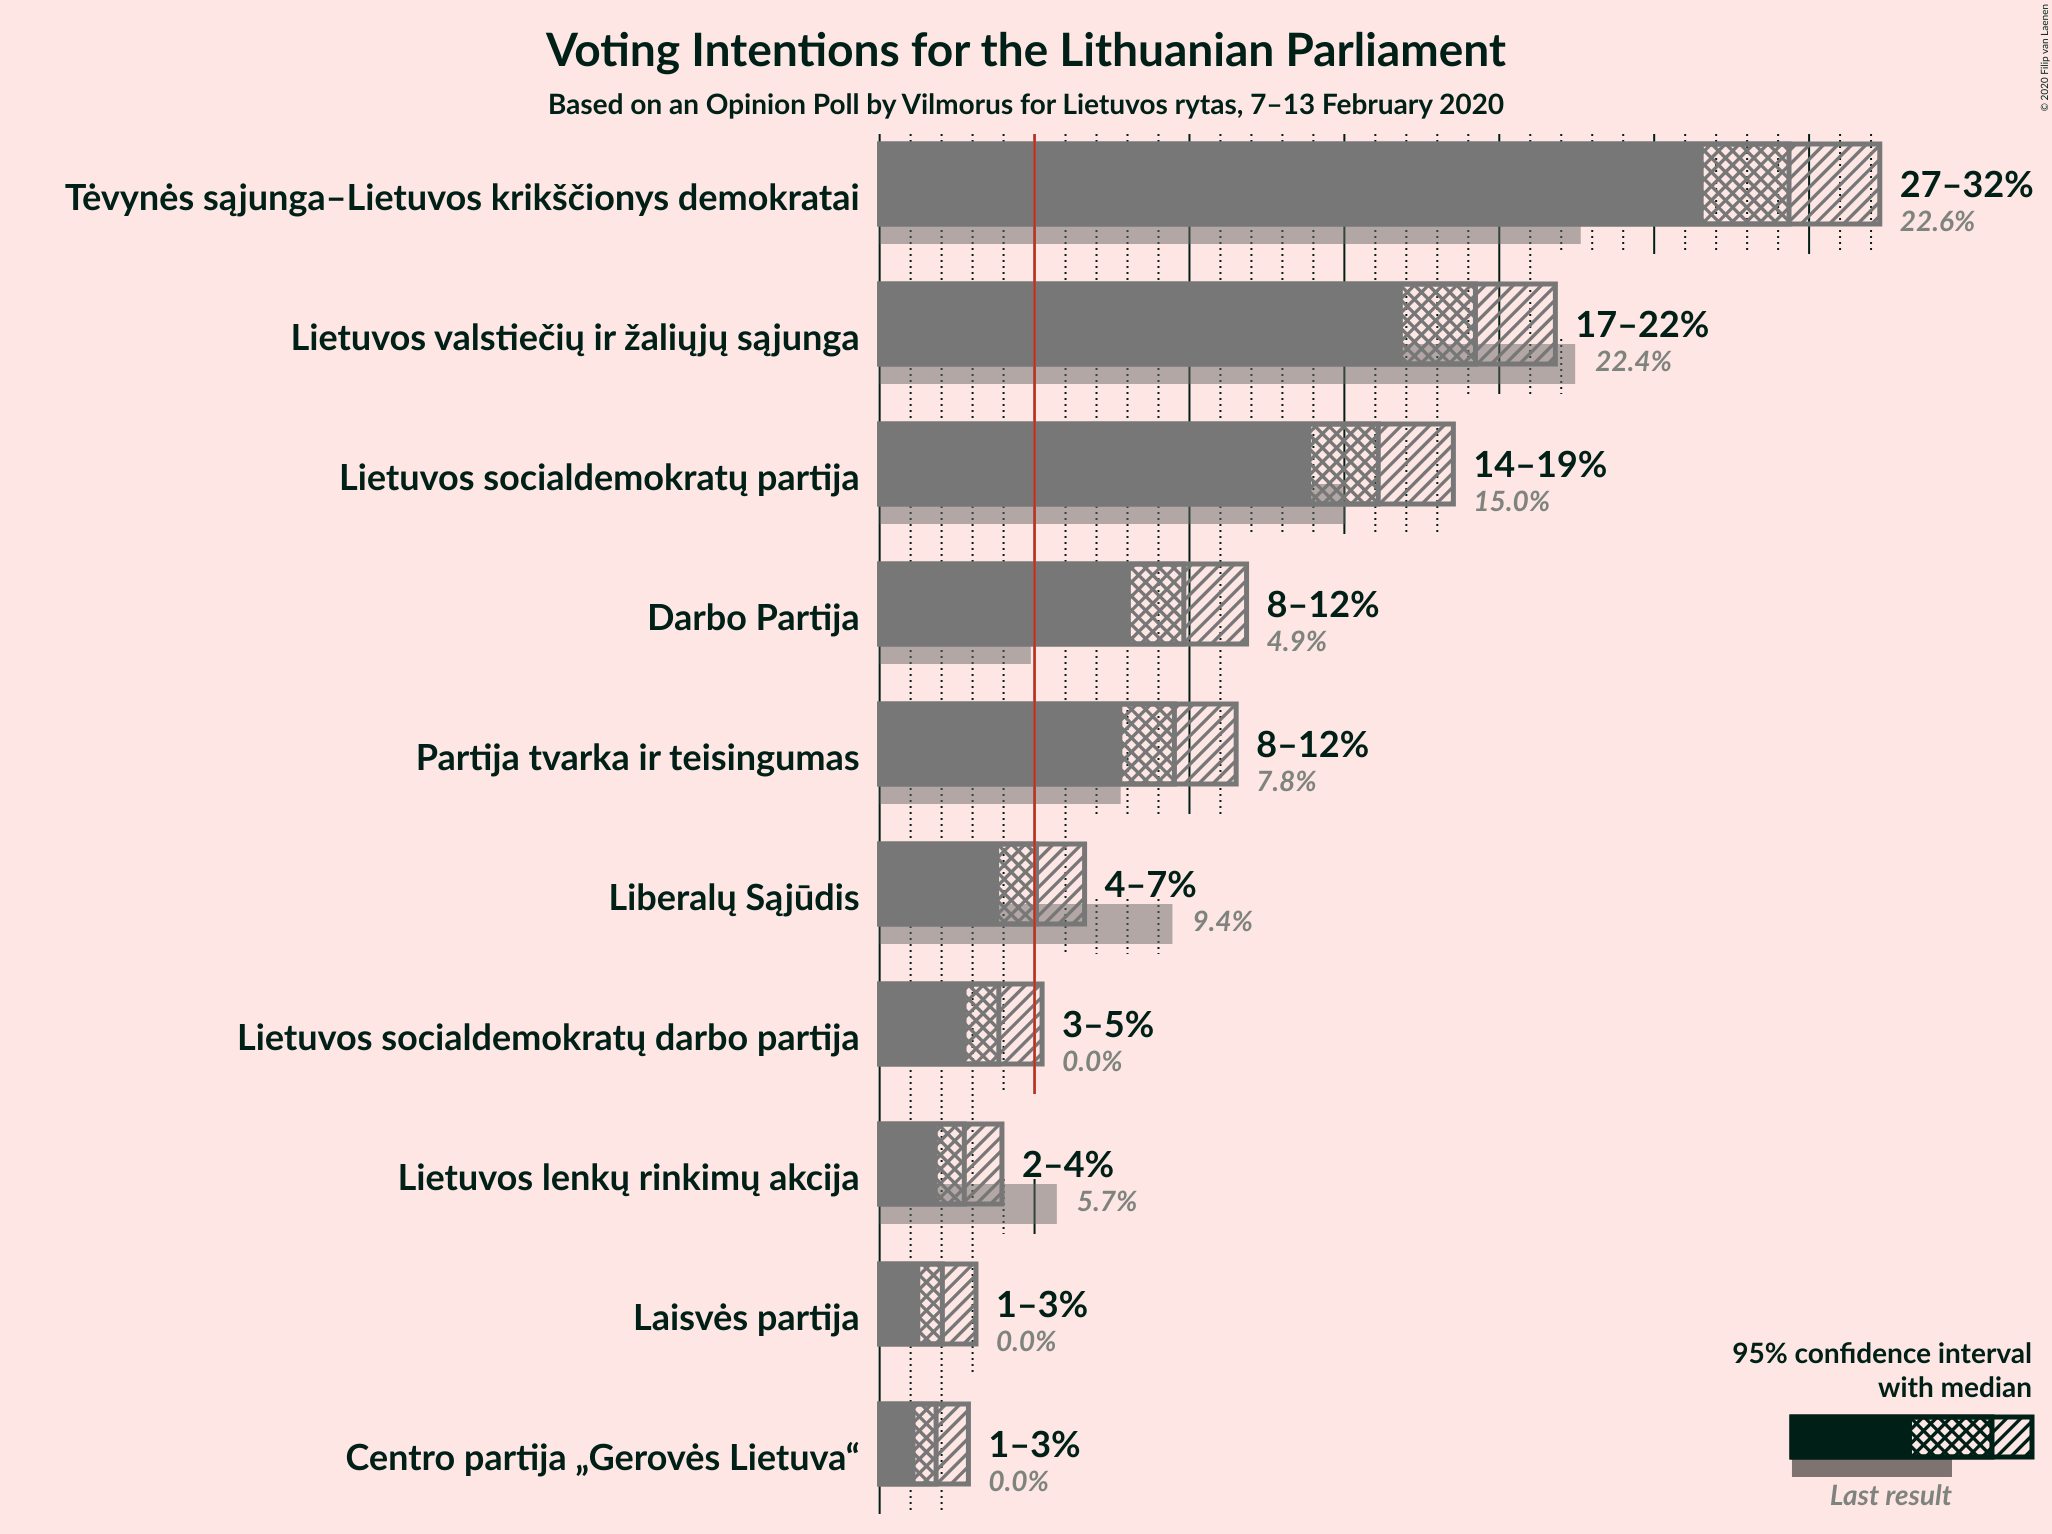 Voting Intentions for the Lithuanian Parliament
Based on an Opinion Poll by Vilmorus for Lietuvos rytas, 7–13 February 2020
© 2020 Filip van Laenen
Tėvynės sąjunga–Lietuvos krikščionys demokratai
27–32%
22.6%
Lietuvos valstiečių ir žaliųjų sąjunga
17–22%
22.4%
Lietuvos socialdemokratų partija
14–19%
15.0%
Darbo Partija
8–12%
4.9%
Partija tvarka ir teisingumas
8–12%
7.8%
Liberalų Sąjūdis
4–7%
9.4%
Lietuvos socialdemokratų darbo partija
3–5%
0.0%
Lietuvos lenkų rinkimų akcija
2–4%
5.7%
Laisvės partija
1–3%
0.0%
Centro partija „Gerovės Lietuva“
1–3%
0.0%
95% confidence interval
with median
Last result